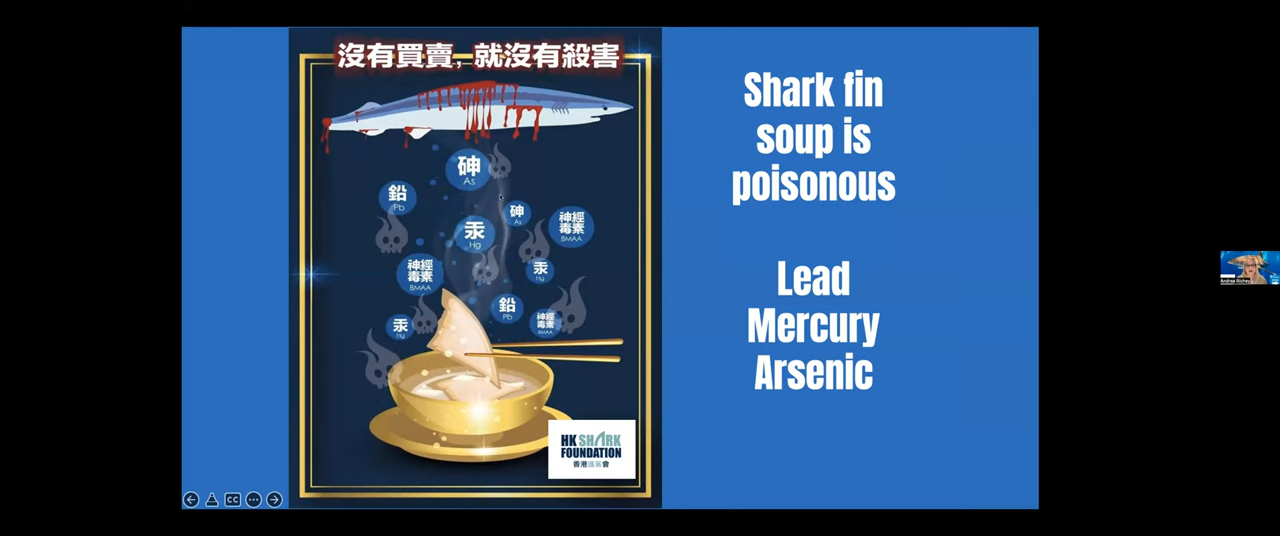 沒有買賣，就沒有殺害
砷
As
鉛
Pb
砷
As
神經
毒素
BMAA
汞
Hg
神經
毒素
BMAA
汞
Hg
鉛
Pb
神經
毒素
BMAA
汞
Hg
HK SHARK
FOUNDATION
香港護鯊會
Shark fin
soup is
poisonous
Lead
Mercury
Arsenic
CC
Andrea Richey